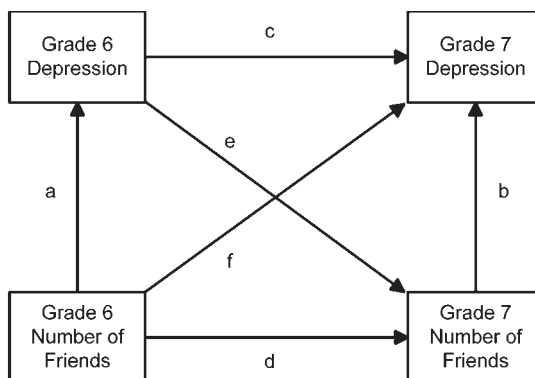 Grade 6
Depression
c
Grade 7
Depression
e
a
b
f
Grade 6
Number of
Friends
d
Grade 7
Number of
Friends